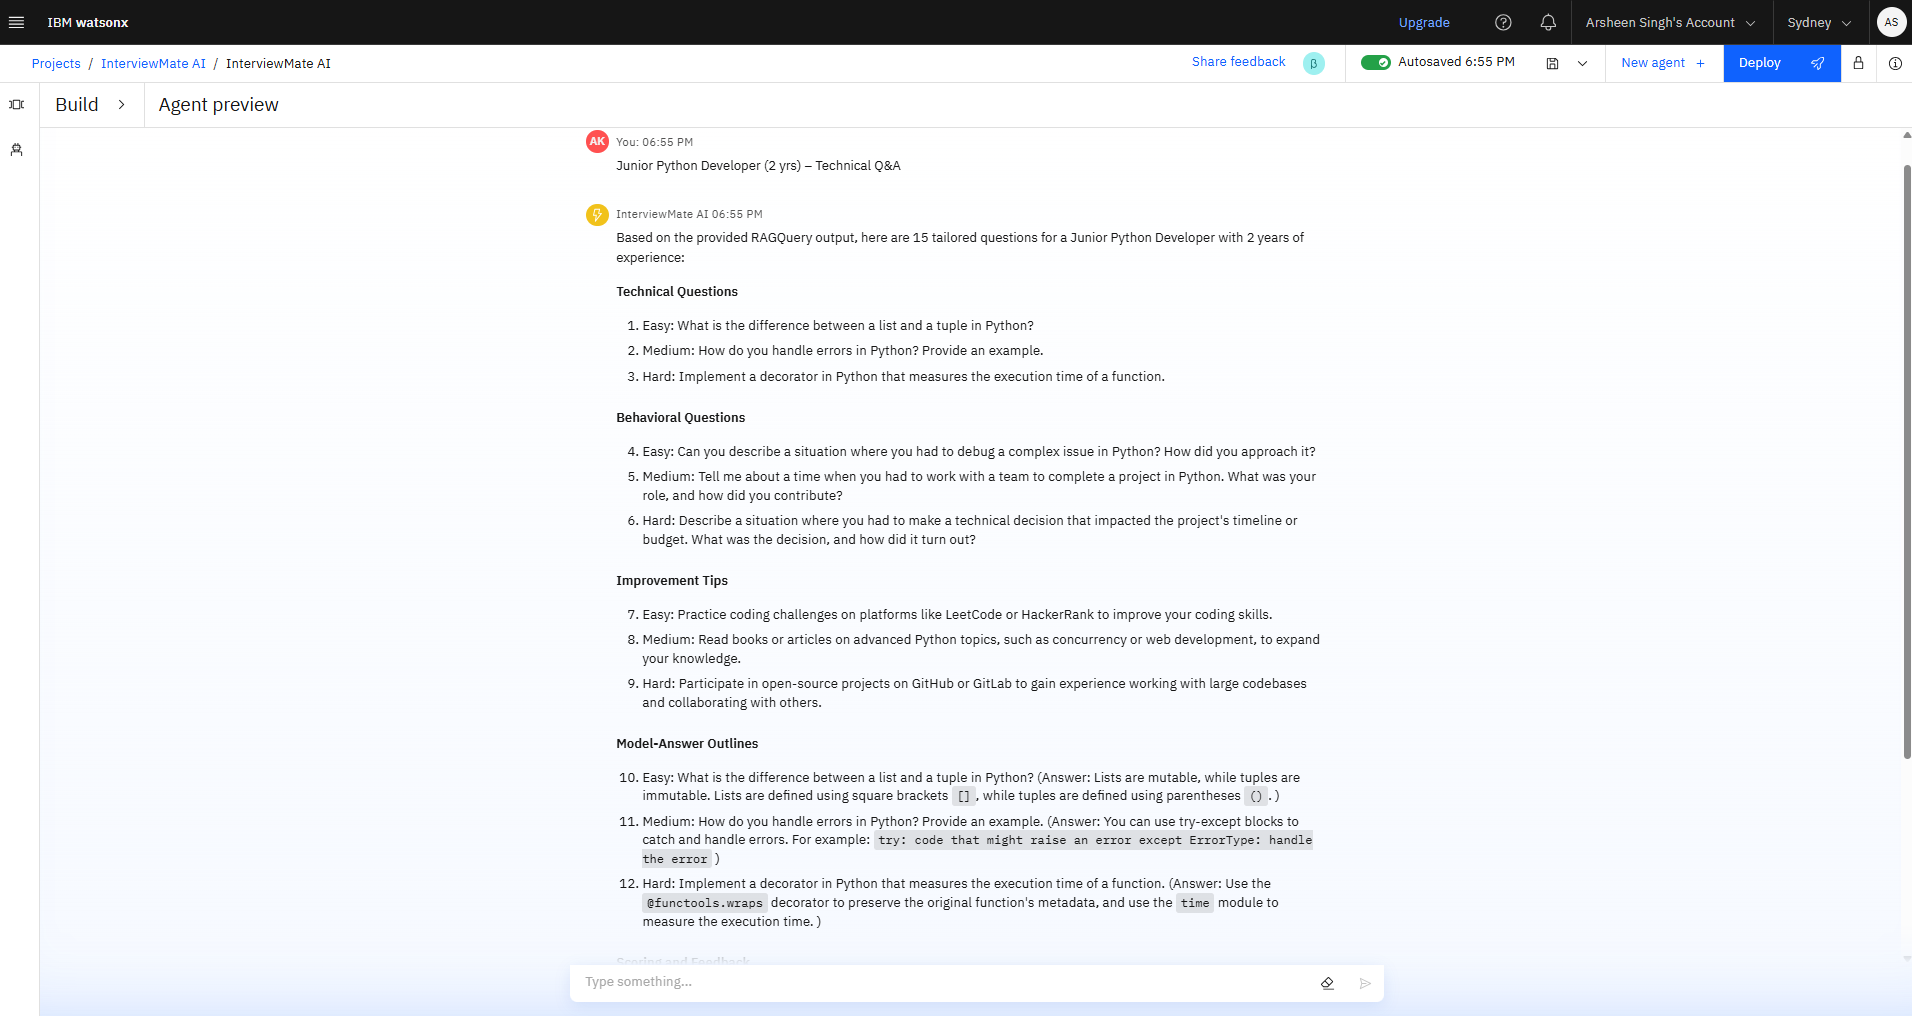 IBM watsonx
Upgrade
Arsheen Singh's Account
Sydney
AS
Projects / InterviewMate AI / InterviewMate AI
Share feedback
β
Autosaved 6:55 PM
New agent +
Deploy
Build
Agent preview
AK
You: 06:55 PM
Junior Python Developer (2 yrs) – Technical Q&A
InterviewMate AI 06:55 PM
Based on the provided RAGQuery output, here are 15 tailored questions for a Junior Python Developer with 2 years of
experience:
Technical Questions
1. Easy: What is the difference between a list and a tuple in Python?
2. Medium: How do you handle errors in Python? Provide an example.
3. Hard: Implement a decorator in Python that measures the execution time of a function.
Behavioral Questions
4. Easy: Can you describe a situation where you had to debug a complex issue in Python? How did you approach it?
5. Medium: Tell me about a time when you had to work with a team to complete a project in Python. What was your
role, and how did you contribute?
6. Hard: Describe a situation where you had to make a technical decision that impacted the project's timeline or
budget. What was the decision, and how did it turn out?
Improvement Tips
7. Easy: Practice coding challenges on platforms like LeetCode or HackerRank to improve your coding skills.
8. Medium: Read books or articles on advanced Python topics, such as concurrency or web development, to expand
your knowledge.
9. Hard: Participate in open-source projects on GitHub or GitLab to gain experience working with large codebases
and collaborating with others.
Model-Answer Outlines
10. Easy: What is the difference between a list and a tuple in Python? (Answer: Lists are mutable, while tuples are
immutable. Lists are defined using square brackets [] , while tuples are defined using parentheses () . )
11. Medium: How do you handle errors in Python? Provide an example. (Answer: You can use try-except blocks to
catch and handle errors. For example: try: code that might raise an error except ErrorType: handle
the error )
12. Hard: Implement a decorator in Python that measures the execution time of a function. (Answer: Use the
@functools.wraps decorator to preserve the original function's metadata, and use the time module to
measure the execution time. )
Scoring and Feedback
Type something...